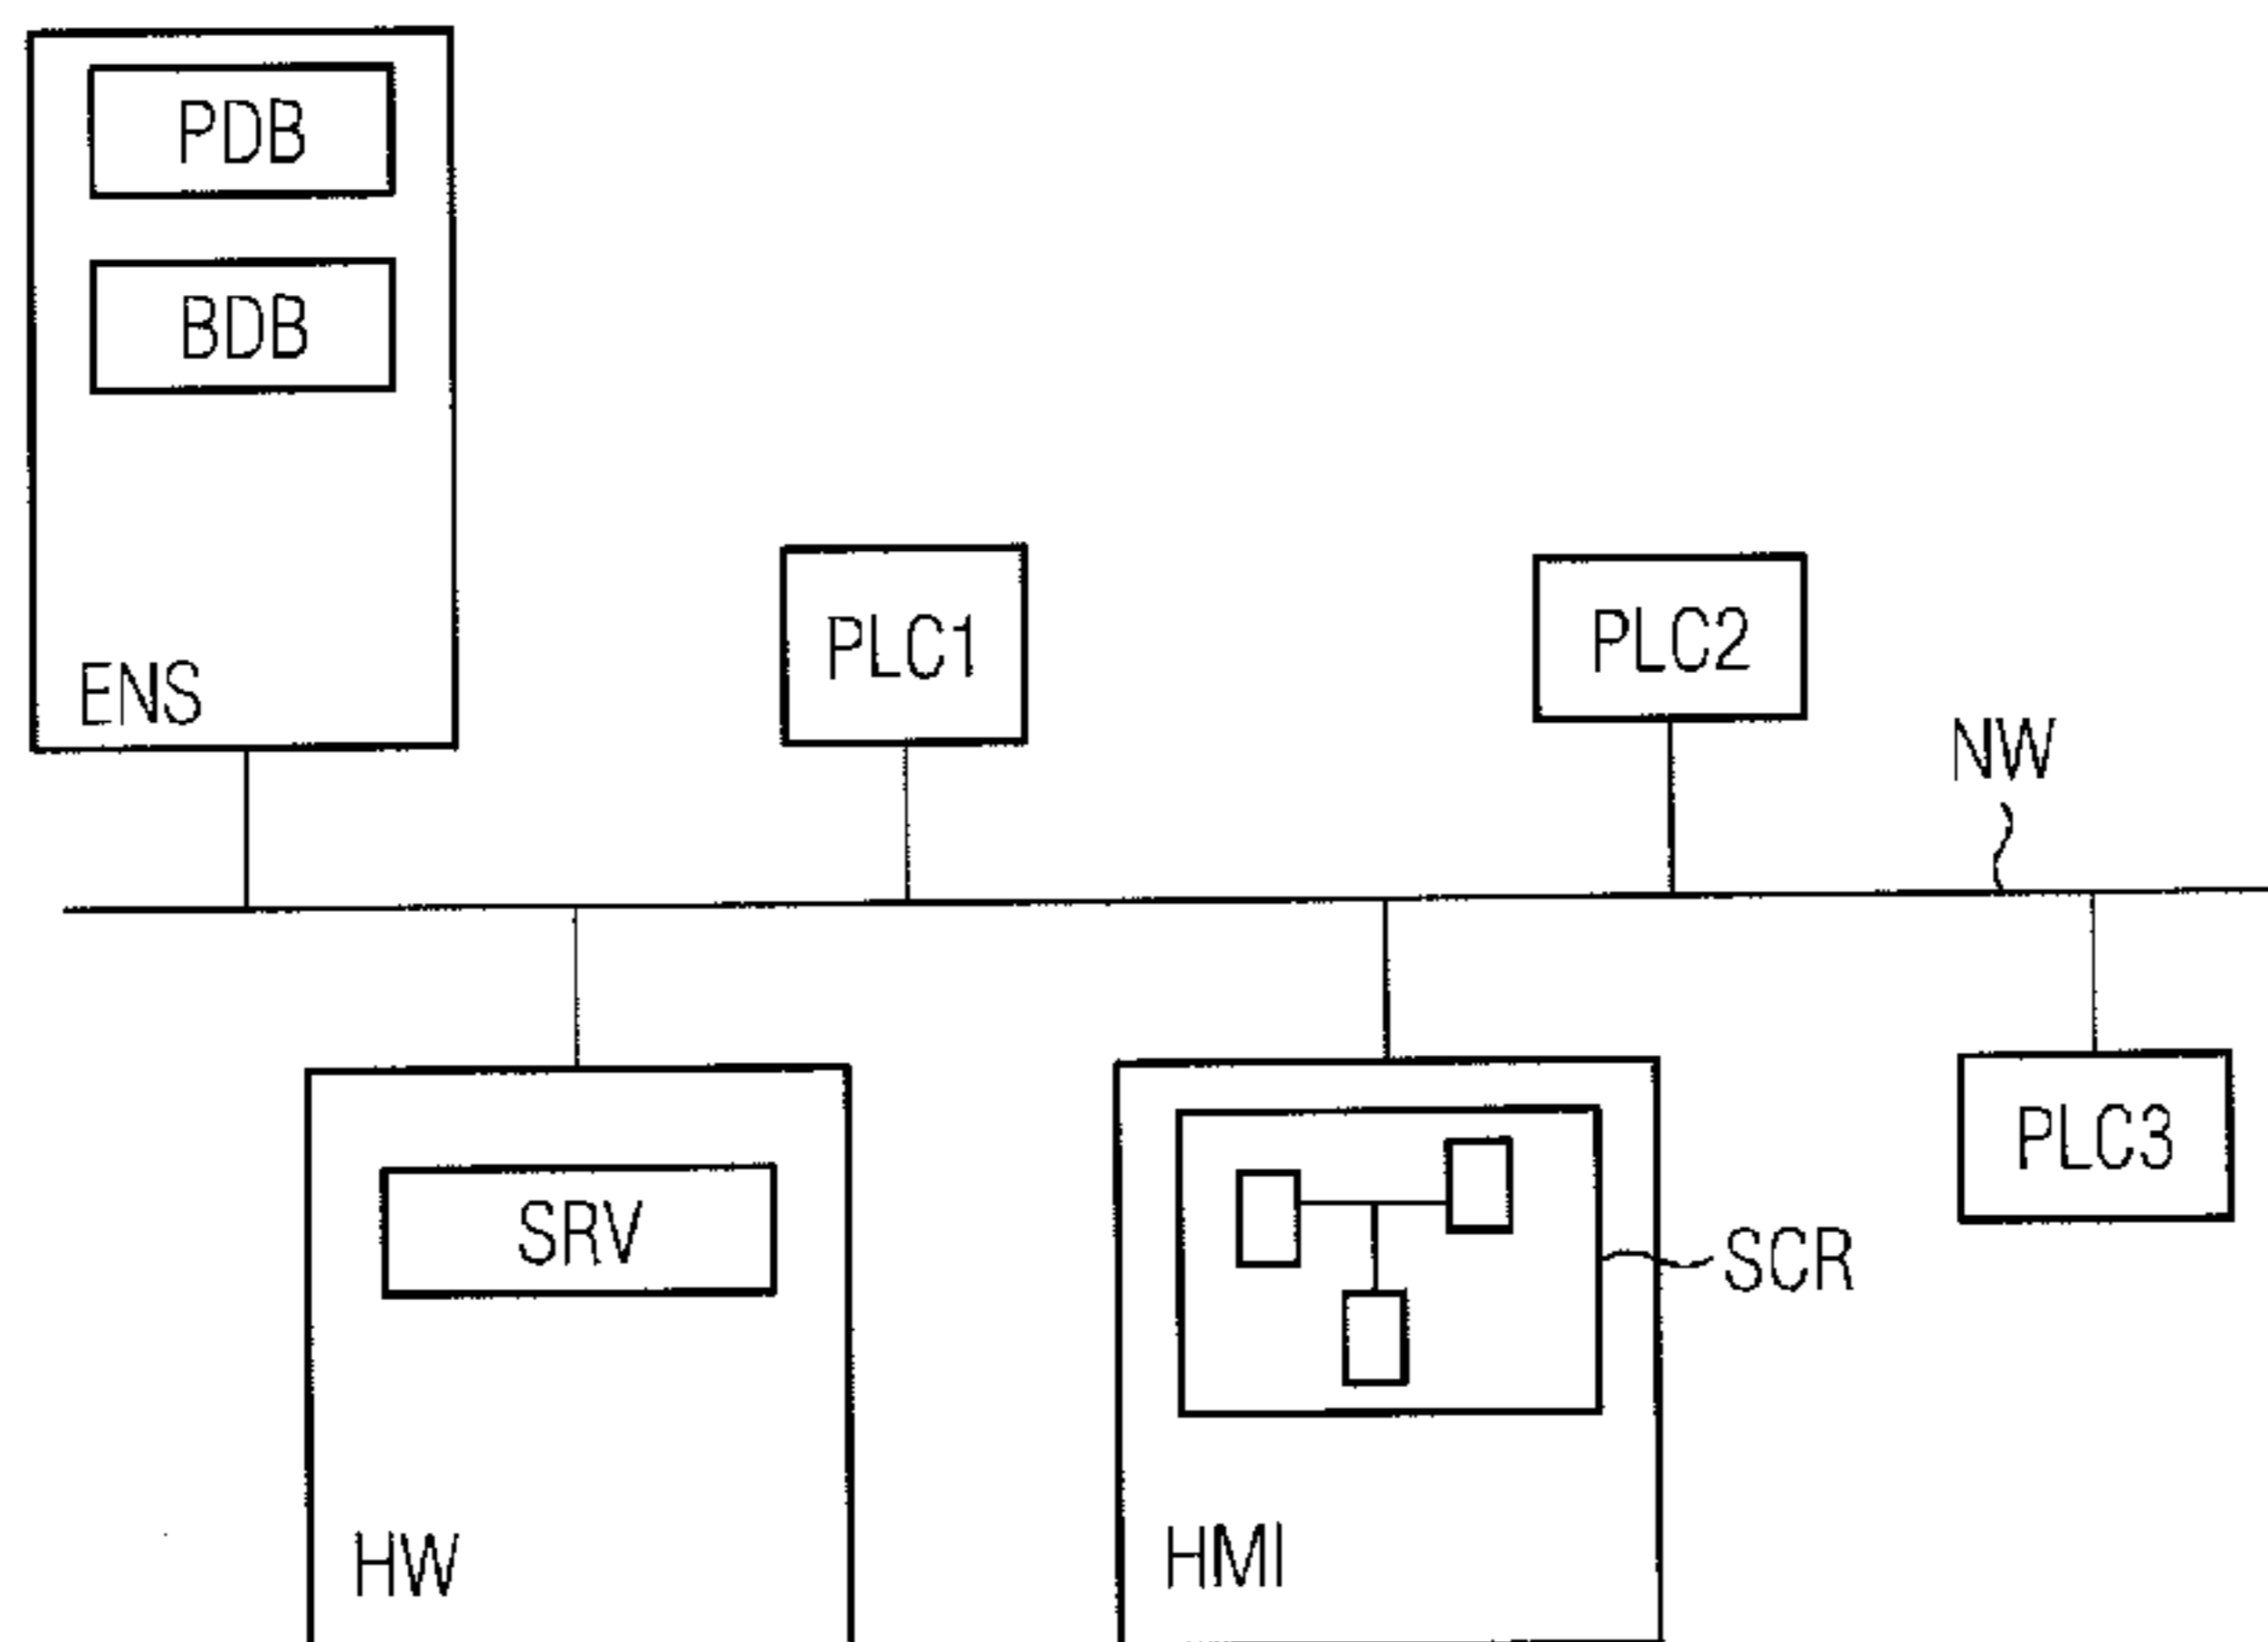 PDB
BDB
ENS
PLC1
PLC2
NW
SRV
HW
SCR
HMI
PLC3